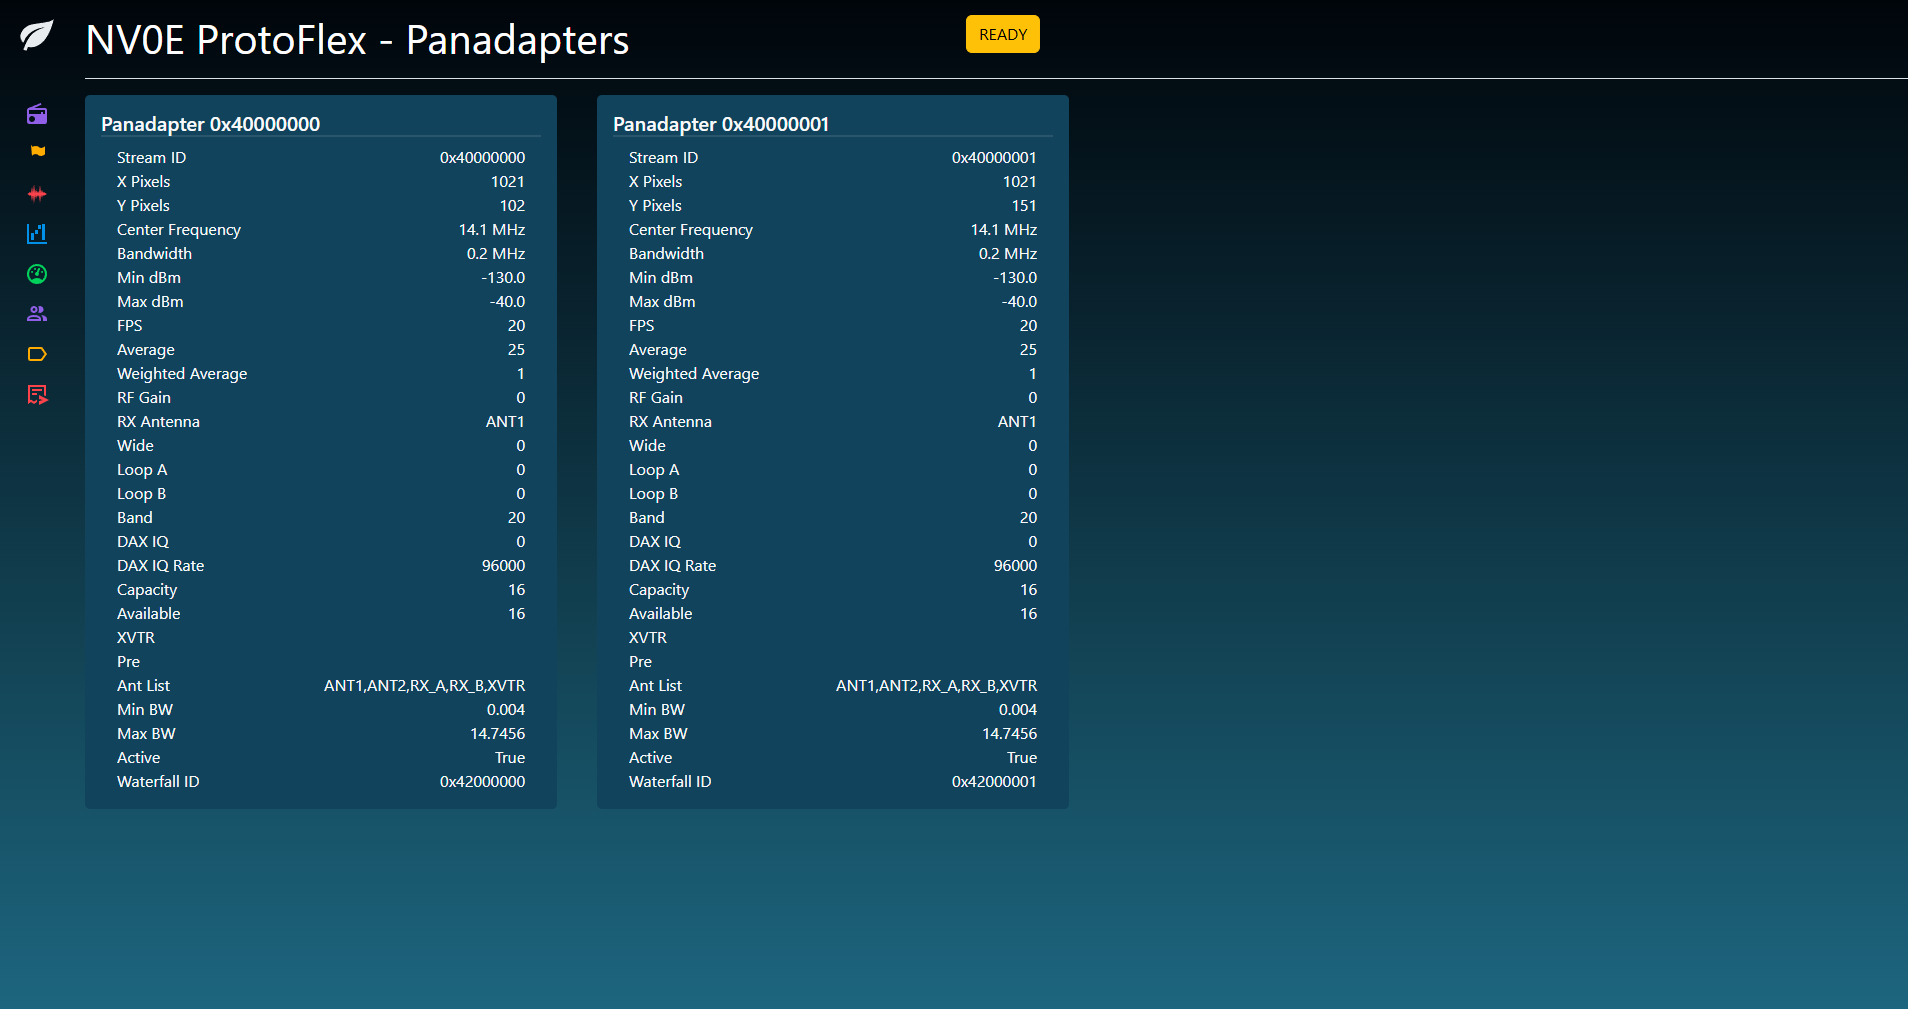 NV0E ProtoFlex - Panadapters
READY
Panadapter 0x40000000
Stream ID 0x40000000
X Pixels 1021
Y Pixels 102
Center Frequency 14.1 MHz
Bandwidth 0.2 MHz
Min dBm -130.0
Max dBm -40.0
FPS 20
Average 25
Weighted Average 1
RF Gain 0
RX Antenna ANT1
Wide 0
Loop A 0
Loop B 0
Band 20
DAX IQ 0
DAX IQ Rate 96000
Capacity 16
Available 16
XVTR
Pre
Ant List ANT1,ANT2,RX_A,RX_B,XVTR
Min BW 0.004
Max BW 14.7456
Active True
Waterfall ID 0x42000000
Panadapter 0x40000001
Stream ID 0x40000001
X Pixels 1021
Y Pixels 151
Center Frequency 14.1 MHz
Bandwidth 0.2 MHz
Min dBm -130.0
Max dBm -40.0
FPS 20
Average 25
Weighted Average 1
RF Gain 0
RX Antenna ANT1
Wide 0
Loop A 0
Loop B 0
Band 20
DAX IQ 0
DAX IQ Rate 96000
Capacity 16
Available 16
XVTR
Pre
Ant List ANT1,ANT2,RX_A,RX_B,XVTR
Min BW 0.004
Max BW 14.7456
Active True
Waterfall ID 0x42000001